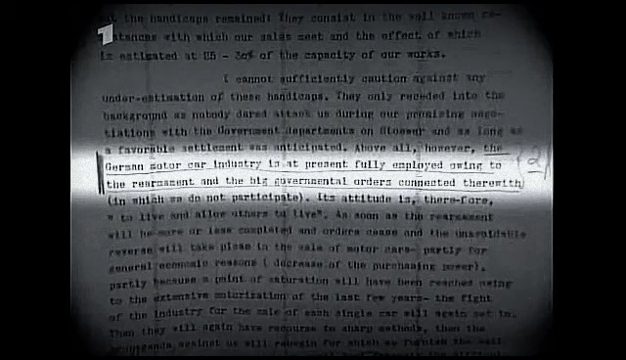 1
at the handicaps remained: They consist in the well known re-
sistances with which our sales meet and the effect of which
is estimated at 25 - 30% of the capacity of our works.
I cannot sufficiently caution against any
under-estimation of these handicaps. They only receded into the
background as nobody dared attack us during our promising nego-
tiations with the Government departments on Stoewer and as long as
a favorable settlement was anticipated. Above all, however, the
German motor car industry is at present fully employed owing to
the rearmament and the big governmental orders connected therewith
(in which we do not participate). Its attitude is, there-fore,
" to live and allow others to live". As soon as the rearmament
will be more or less completed and orders cease and the unavoidable
reverse will take place in the sale of motor cars- partly for
general economic reasons ( decrease of the purchasing power),
partly because a point of saturation will have been reached owing
to the extensive motorization of the last few years- the fight
of the industry for the sale of each single car will again set in.
Then they will again have recourse to sharp methods, then the
propaganda against us will
2